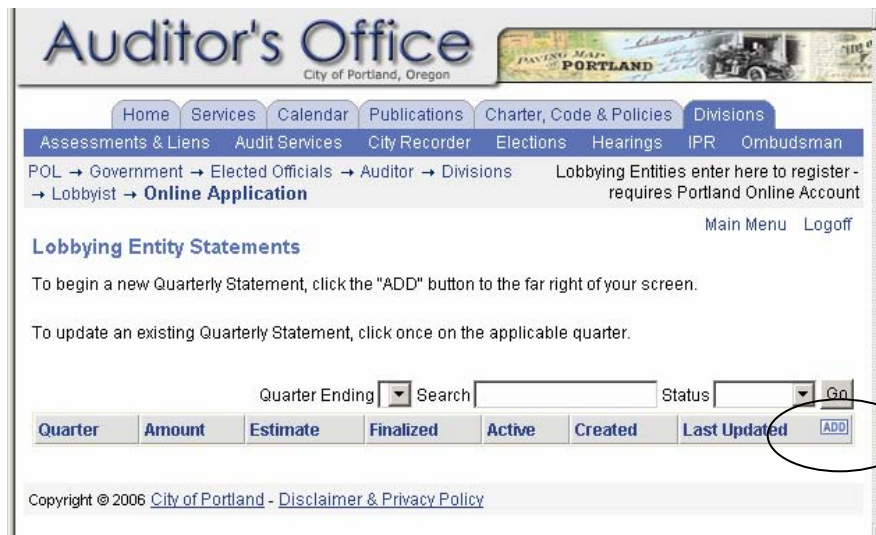 Auditor's Office
City of Portland, Oregon
PAVING MAP
OF PORTLAND
Home Services Calendar Publications Charter, Code & Policies Divisions
Assessments & Liens Audit Services City Recorder Elections Hearings IPR Ombudsman
POL → Government → Elected Officials → Auditor → Divisions
→ Lobbyist → Online Application
Lobbying Entities enter here to register -
requires Portland Online Account
Main Menu Logoff
Lobbying Entity Statements
To begin a new Quarterly Statement, click the "ADD" button to the far right of your screen.
To update an existing Quarterly Statement, click once on the applicable quarter.
Quarter Ending Search Status Go
Quarter Amount Estimate Finalized Active Created Last Updated ADD
Copyright © 2006 City of Portland - Disclaimer & Privacy Policy